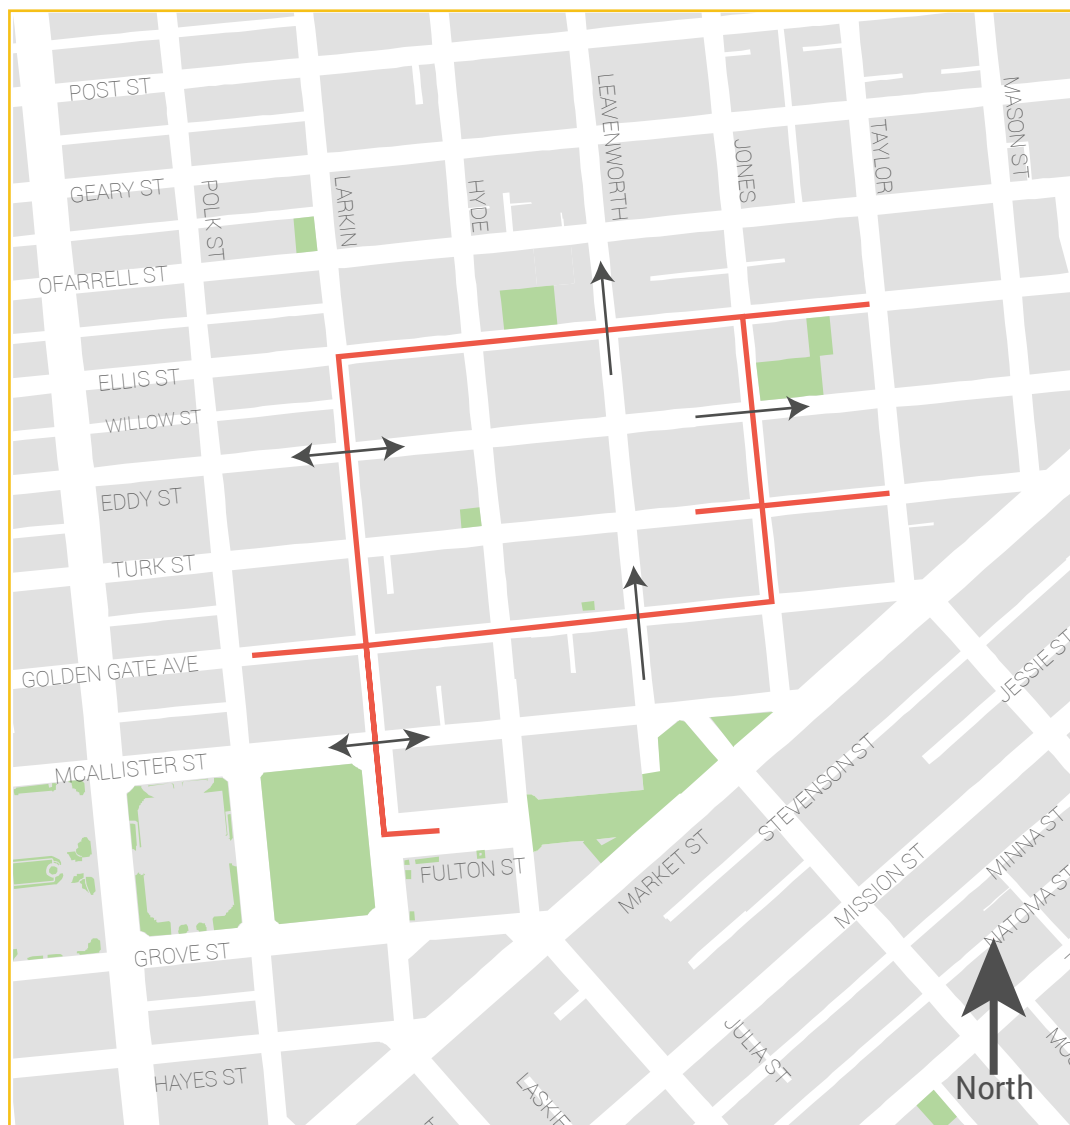 POST ST
LEAVENWORTH
MASON ST
TAYLOR
JONES
GEARY ST
POLK ST
LARKIN
HYDE
OFARRELL ST
ELLIS ST
WILLOW ST
EDDY ST
TURK ST
GOLDEN GATE AVE
JESSIE ST
MCALLISTER ST
STEVENSON ST
MARKET ST
FULTON ST
MISSION ST
MINNA ST
NATOMA ST
GROVE ST
JULIA ST
HAYES ST
North